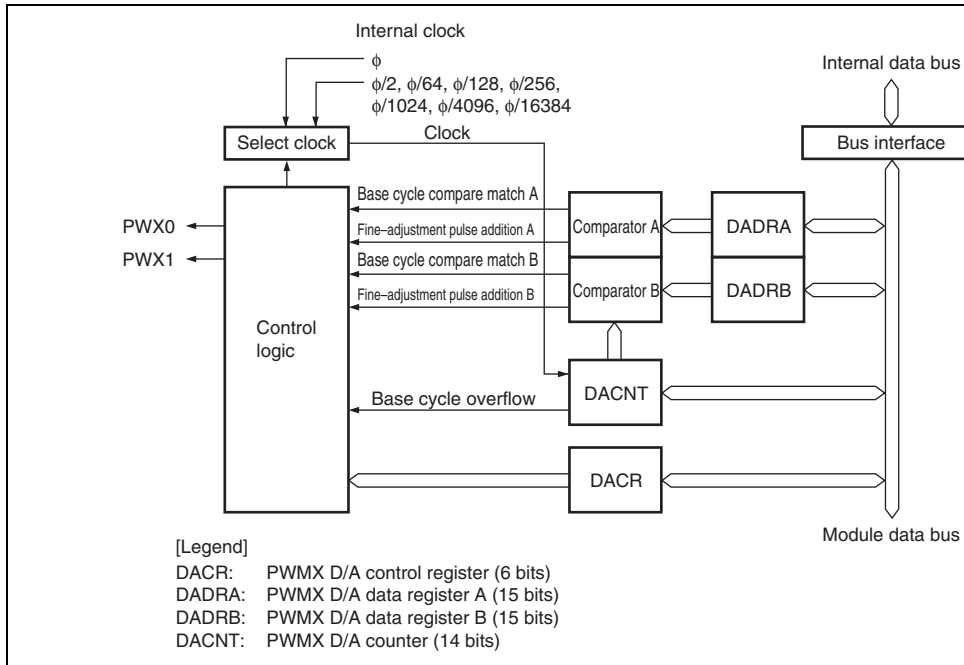 Internal clock
ϕ
ϕ/2, ϕ/64, ϕ/128, ϕ/256,
ϕ/1024, ϕ/4096, ϕ/16384
Internal data bus
Select clock
Clock
Bus interface
Base cycle compare match A
Fine–adjustment pulse addition A
Base cycle compare match B
Fine–adjustment pulse addition B
PWX0
PWX1
Comparator A
DADRA
Comparator B
DADRB
Control
logic
DACNT
Base cycle overflow
DACR
Module data bus
[Legend]
DACR: PWMX D/A control register (6 bits)
DADRA: PWMX D/A data register A (15 bits)
DADRB: PWMX D/A data register B (15 bits)
DACNT: PWMX D/A counter (14 bits)